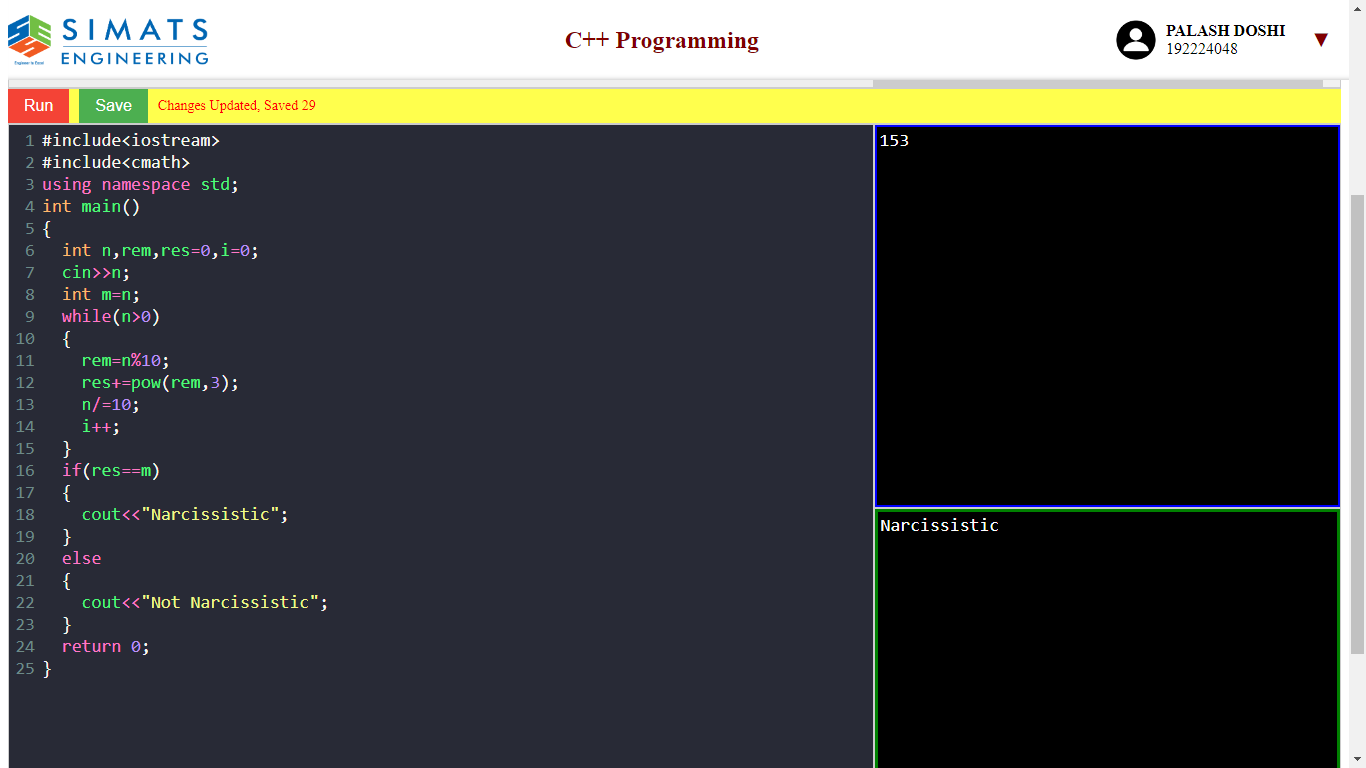 SIMATS
ENGINEERING
Engineer to Excel
C++ Programming
PALASH DOSHI
192224048
▼
Run Save Changes Updated, Saved 29
1 #include<iostream>
2 #include<cmath>
3 using namespace std;
4 int main()
5 {
6   int n,rem,res=0,i=0;
7   cin>>n;
8   int m=n;
9   while(n>0)
10   {
11     rem=n%10;
12     res+=pow(rem,3);
13     n/=10;
14     i++;
15   }
16   if(res==m)
17   {
18     cout<<"Narcissistic";
19   }
20   else
21   {
22     cout<<"Not Narcissistic";
23   }
24   return 0;
25 }
153
Narcissistic